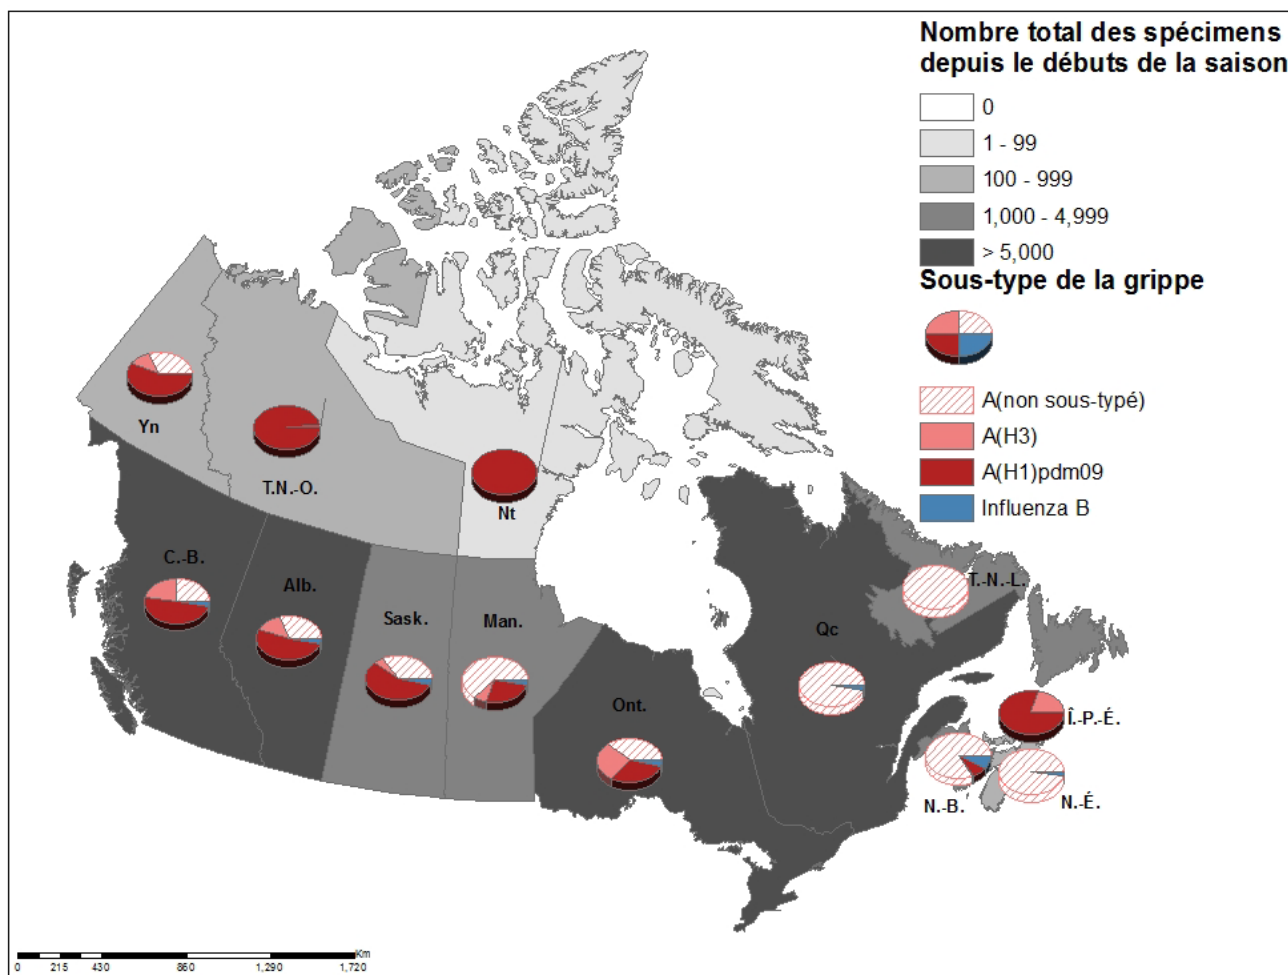 Nombre total des spécimens
depuis le débuts de la saison
0
1 - 99
100 - 999
1,000 - 4,999
> 5,000
Sous-type de la grippe
A(non sous-typé)
A(H3)
A(H1)pdm09
Influenza B
Yn
T.N.-O.
Nt
C.-B.
Alb.
Sask.
Man.
Ont.
Qc
T.-N.-L.
Î.-P.-É.
N.-B.
N.-É.
Km
0 215 430 860 1,290 1,720